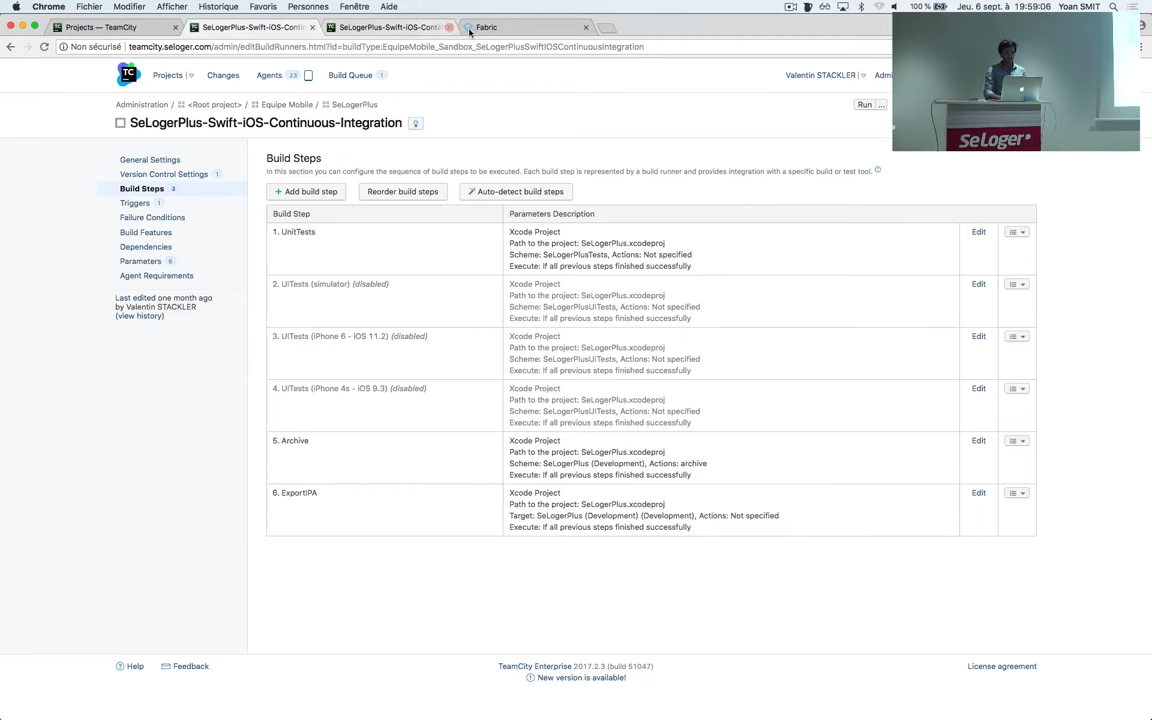 Chrome Fichier Modifier Afficher Historique Favoris Personnes Fenêtre Aide 100 % Jeu. 6 sept. à 19:59:06 Yoan SMIT
Projects — TeamCity SeLogerPlus-Swift-iOS-Contin SeLogerPlus-Swift-iOS-Contin Fabric
Non sécurisé teamcity.seloger.com/admin/editBuildRunners.html?id=buildType:EquipeMobile_Sandbox_SeLogerPlusSwiftIOSContinuousIntegration
TC Projects Changes Agents 23 Build Queue 1 Valentin STACKLER Admi
SeLoger
Administration <Root project> Equipe Mobile SeLogerPlus Run ...
SeLogerPlus-Swift-iOS-Continuous-Integration
General Settings
Version Control Settings 1
Build Steps 3
Triggers 1
Failure Conditions
Build Features
Dependencies
Parameters 6
Agent Requirements
Last edited one month ago
by Valentin STACKLER
(view history)
Build Steps
In this section you can configure the sequence of build steps to be executed. Each build step is represented by a build runner and provides integration with a specific build or test tool.
+ Add build step Reorder build steps Auto-detect build steps
Build Step Parameters Description
1. UnitTests Xcode Project Edit
Path to the project: SeLogerPlus.xcodeproj
Scheme: SeLogerPlusTests, Actions: Not specified
Execute: If all previous steps finished successfully
2. UITests (simulator) (disabled) Xcode Project Edit
Path to the project: SeLogerPlus.xcodeproj
Scheme: SeLogerPlusUITests, Actions: Not specified
Execute: If all previous steps finished successfully
3. UITests (iPhone 6 - iOS 11.2) (disabled) Xcode Project Edit
Path to the project: SeLogerPlus.xcodeproj
Scheme: SeLogerPlusUITests, Actions: Not specified
Execute: If all previous steps finished successfully
4. UITests (iPhone 4s - iOS 9.3) (disabled) Xcode Project Edit
Path to the project: SeLogerPlus.xcodeproj
Scheme: SeLogerPlusUITests, Actions: Not specified
Execute: If all previous steps finished successfully
5. Archive Xcode Project Edit
Path to the project: SeLogerPlus.xcodeproj
Scheme: SeLogerPlus (Development), Actions: archive
Execute: If all previous steps finished successfully
6. ExportIPA Xcode Project Edit
Path to the project: SeLogerPlus.xcodeproj
Target: SeLogerPlus (Development) (Development), Actions: Not specified
Execute: If all previous steps finished successfully
Help Feedback TeamCity Enterprise 2017.2.3 (build 51047) License agreement
New version is available!